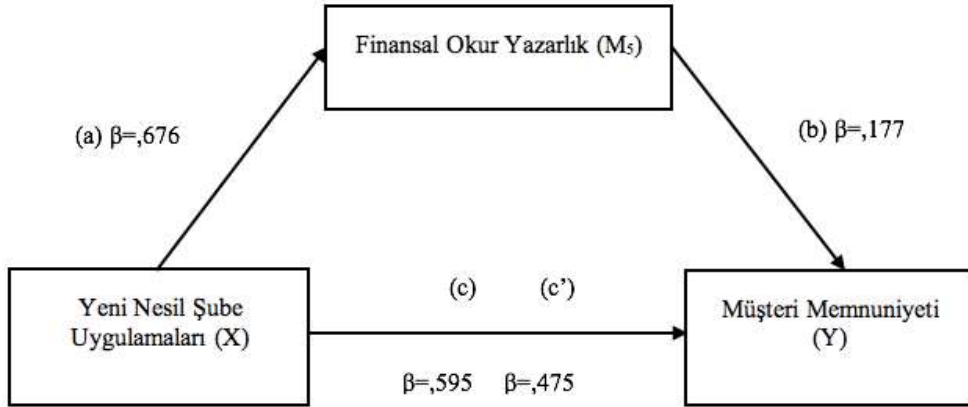 Finansal Okur Yazarlık (M₅)
(a) β=,676
(b) β=,177
Yeni Nesil Şube
Uygulamaları (X)
(c) (c’)
Müşteri Memnuniyeti
(Y)
β=,595 β=,475